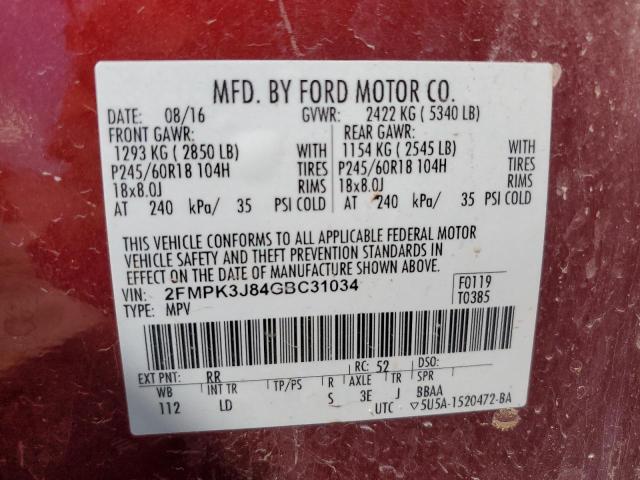 MFD. BY FORD MOTOR CO.
DATE: 08/16 GVWR: 2422 KG ( 5340 LB)
FRONT GAWR: REAR GAWR:
1293 KG ( 2850 LB) WITH 1154 KG ( 2545 LB) WITH
P245/60R18 104H TIRES P245/60R18 104H TIRES
18x8.0J RIMS 18x8.0J RIMS
AT 240 kPa/ 35 PSI COLD AT 240 kPa/ 35 PSI COLD
THIS VEHICLE CONFORMS TO ALL APPLICABLE FEDERAL MOTOR
VEHICLE SAFETY AND THEFT PREVENTION STANDARDS IN
EFFECT ON THE DATE OF MANUFACTURE SHOWN ABOVE.
VIN: 2FMPK3J84GBC31034 F0119
TYPE: MPV T0385
EXT PNT: RR RC: 52 DSO:
WB INT TR TP/PS R AXLE TR SPR
112 LD S 3E J BBAA
UTC ▽5U5A-1520472-BA